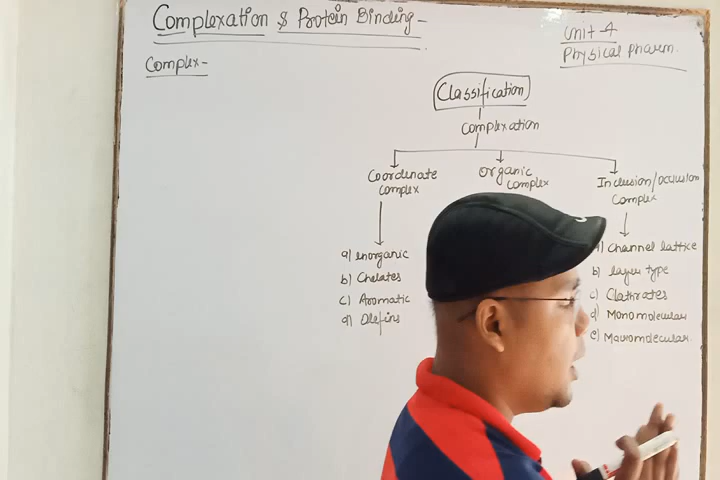 Complexation & Protein Binding-
Unit-4
Physical pharm.
Complex-
Classification
Complexation
Coordenate
complex
organic
complex
Inclusion/occlusion
Complex
a) Inorganic
b) Chelates
c) Aromatic
d) Olefins
a) Channel lattice
b) layer type
c) Clathrates
d) Monomolecular
e) Macromolecular.